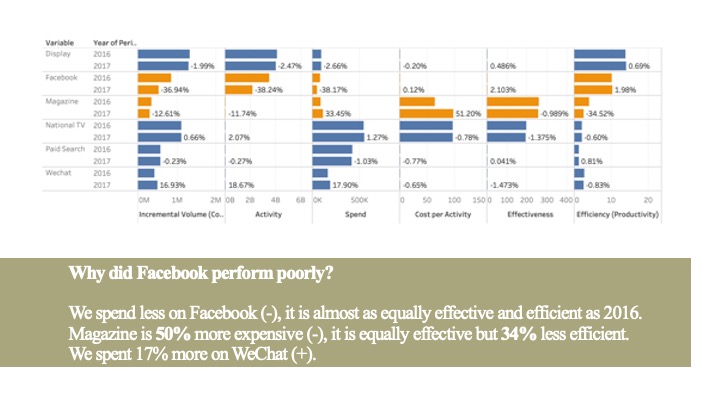 Variable Year of Peri..
Display 2016
2017 -1.99% -2.47% -2.66% -0.20% 0.486% 0.69%
Facebook 2016
2017 -36.94% -38.24% -38.17% 0.12% 2.103% 1.98%
Magazine 2016
2017 -12.61% -11.74% 33.45% 51.20% -0.989% -34.52%
National TV 2016
2017 0.66% 2.07% 1.27% -0.78% -1.375% -0.60%
Paid Search 2016
2017 -0.23% -0.27% -1.03% -0.77% 0.041% 0.81%
Wechat 2016
2017 16.93% 18.67% 17.90% -0.65% -1.473% -0.83%
0M 1M 2M 0B 2B 4B 6B 0K 500K 0 50 100 150 0 100 200 300 400 0 10 20
Incremental Volume (Co.. Activity Spend Cost per Activity Effectiveness Efficiency (Productivity)
Why did Facebook perform poorly?
We spend less on Facebook (-), it is almost as equally effective and efficient as 2016.
Magazine is 50% more expensive (-), it is equally effective but 34% less efficient.
We spent 17% more on WeChat (+).